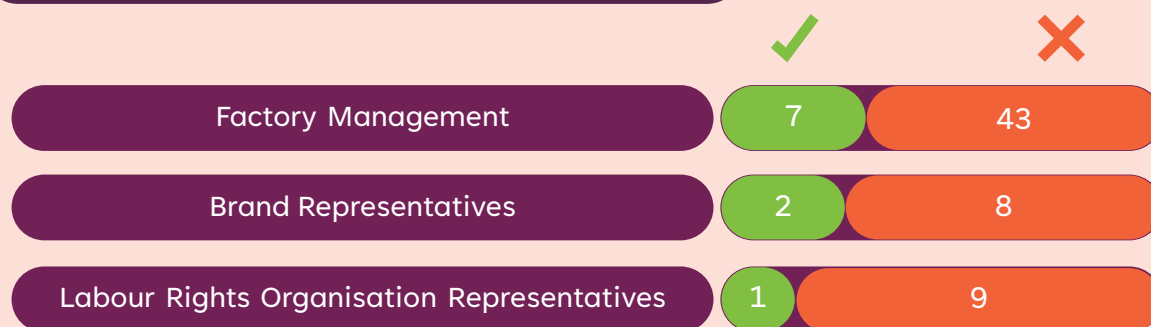 Factory Management 7 43
Brand Representatives 2 8
Labour Rights Organisation Representatives 1 9